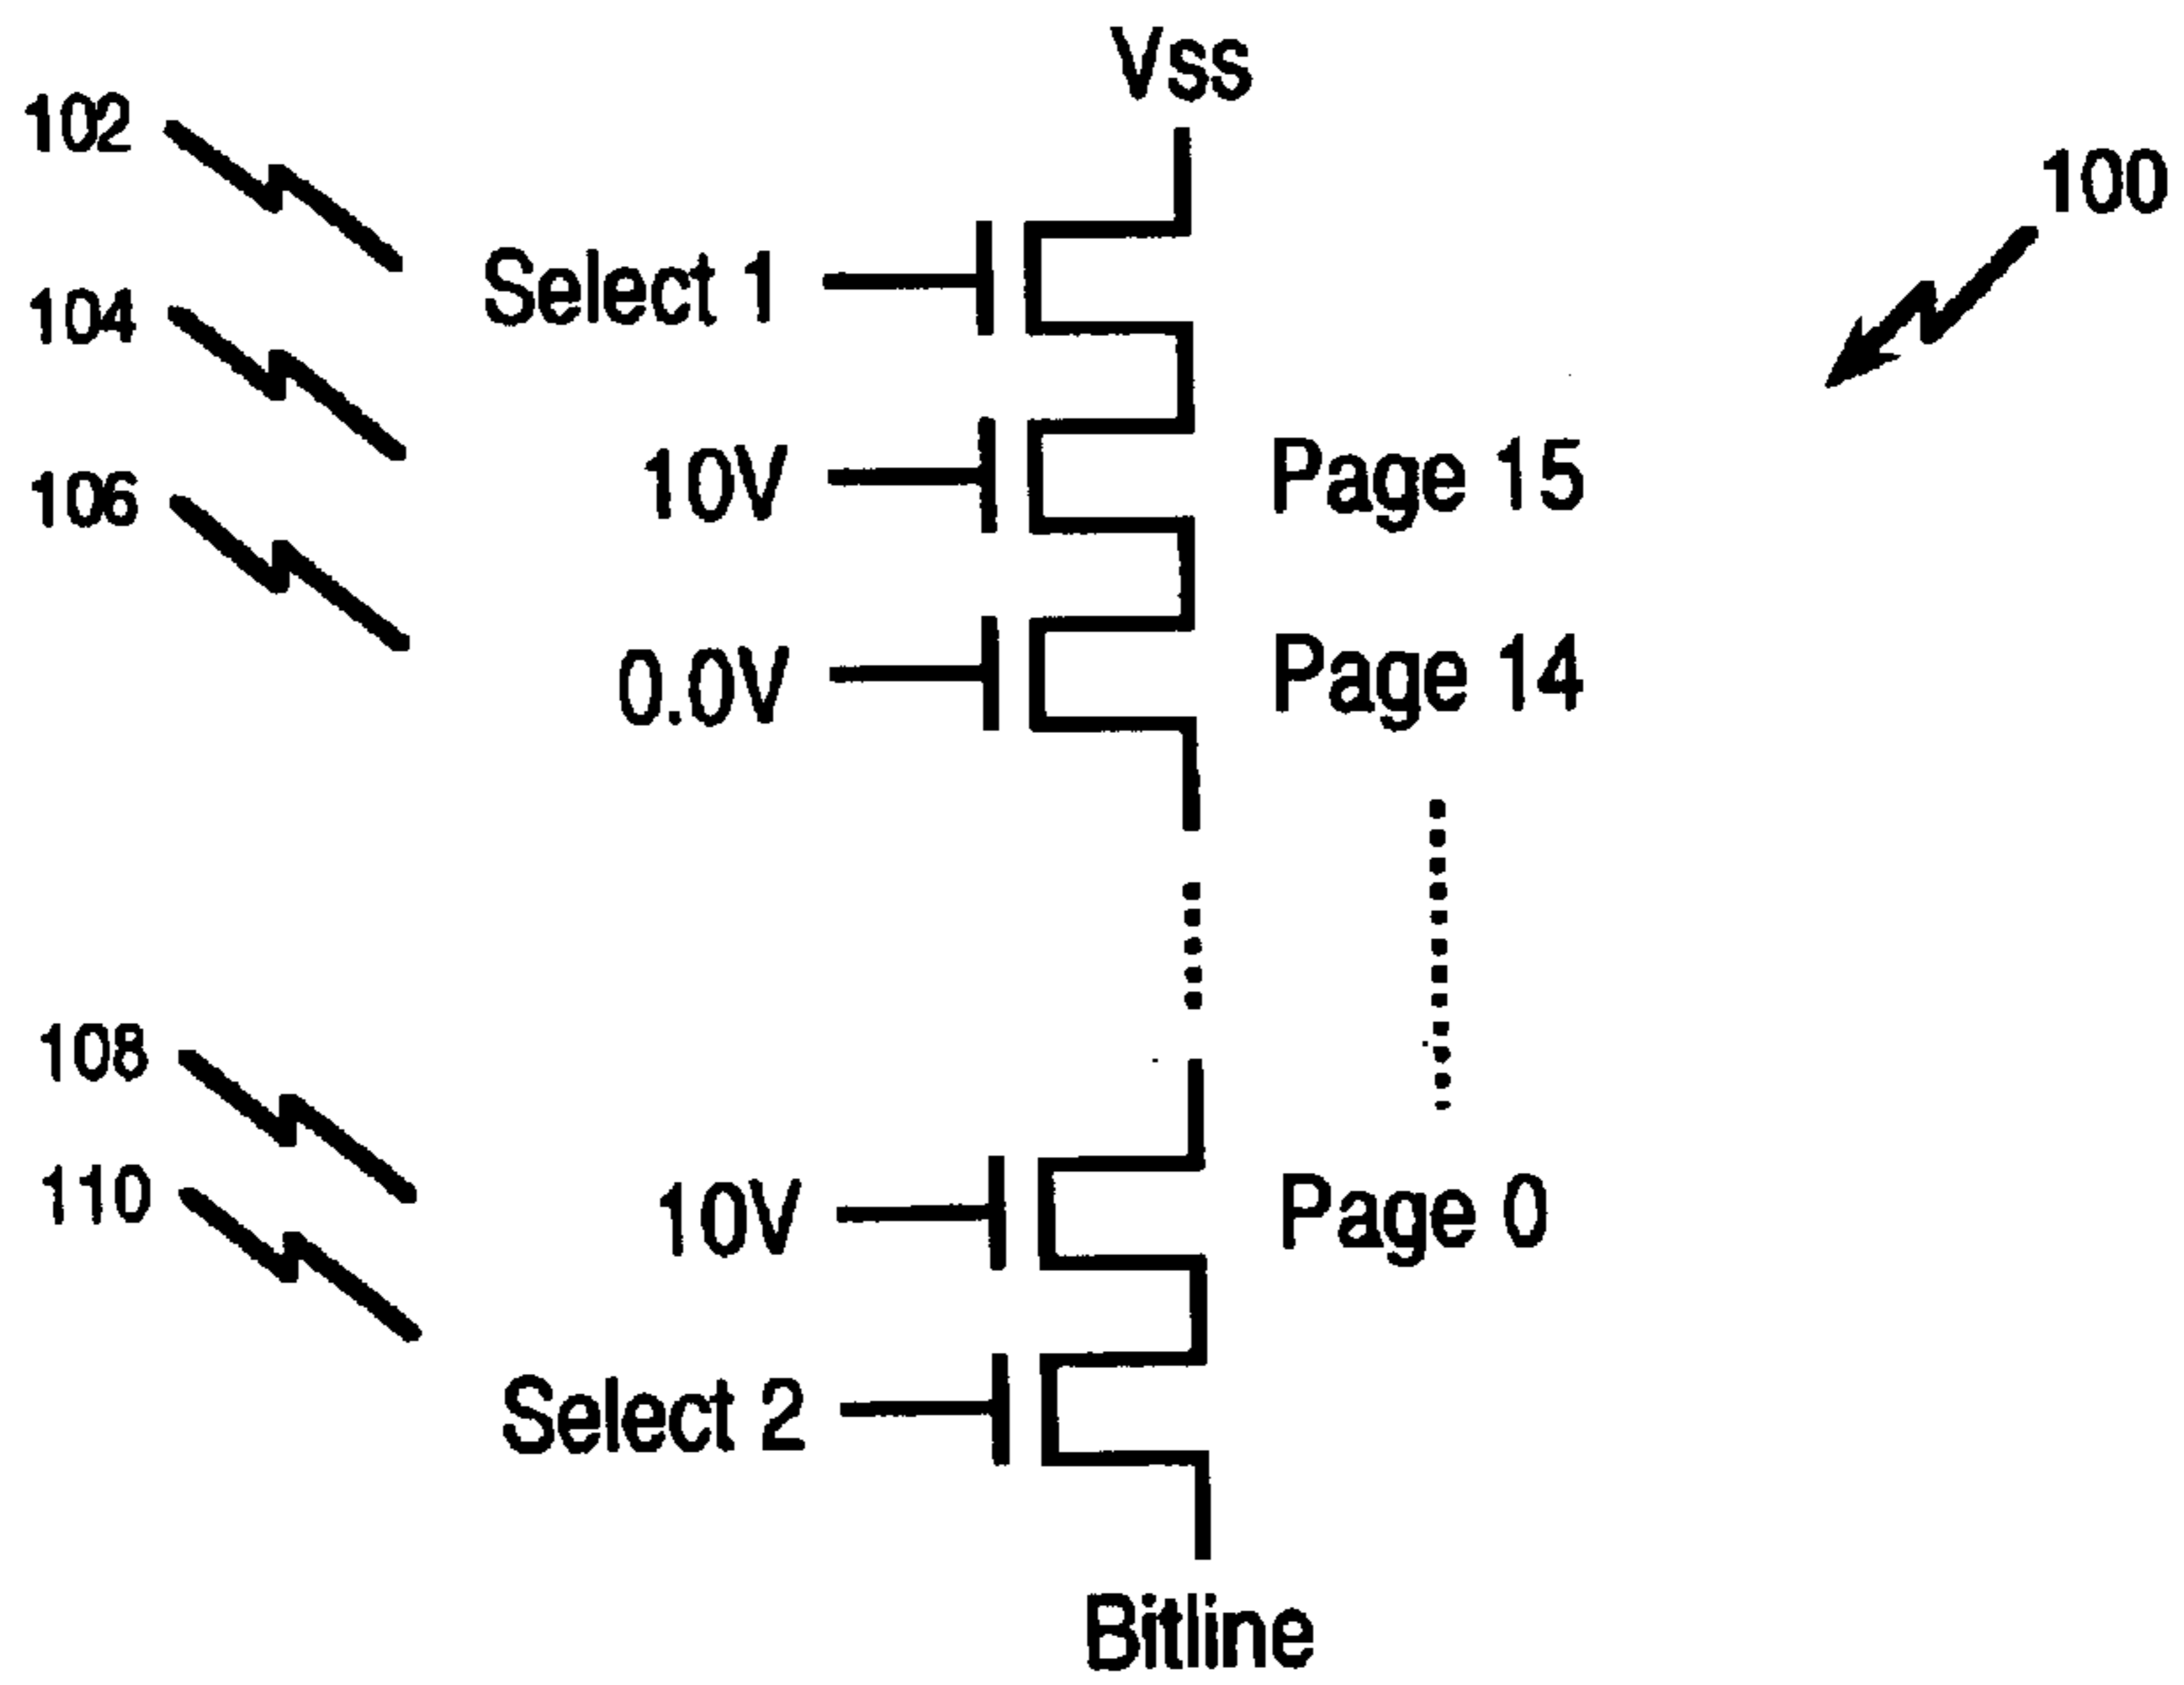 Vss
102
100
Select 1
104
10V Page 15
106
0.0V Page 14
108
110
10V Page 0
Select 2
Bitline